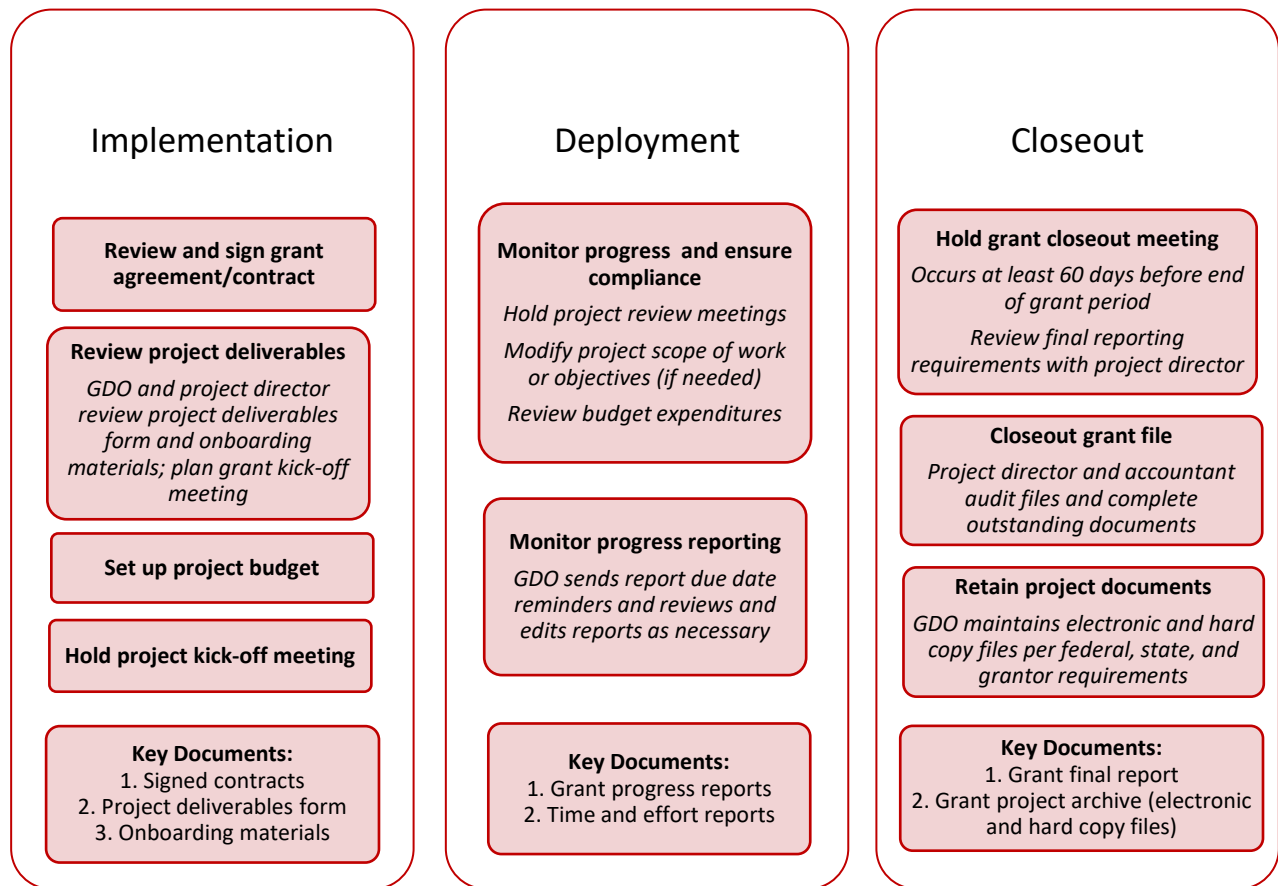 Implementation
Review and sign grant
agreement/contract
Review project deliverables
GDO and project director
review project deliverables
form and onboarding
materials; plan grant kick-off
meeting
Set up project budget
Hold project kick-off meeting
Key Documents:
1. Signed contracts
2. Project deliverables form
3. Onboarding materials
Deployment
Monitor progress and ensure
compliance
Hold project review meetings
Modify project scope of work
or objectives (if needed)
Review budget expenditures
Monitor progress reporting
GDO sends report due date
reminders and reviews and
edits reports as necessary
Key Documents:
1. Grant progress reports
2. Time and effort reports
Closeout
Hold grant closeout meeting
Occurs at least 60 days before end
of grant period
Review final reporting
requirements with project director
Closeout grant file
Project director and accountant
audit files and complete
outstanding documents
Retain project documents
GDO maintains electronic and hard
copy files per federal, state, and
grantor requirements
Key Documents:
1. Grant final report
2. Grant project archive (electronic
and hard copy files)